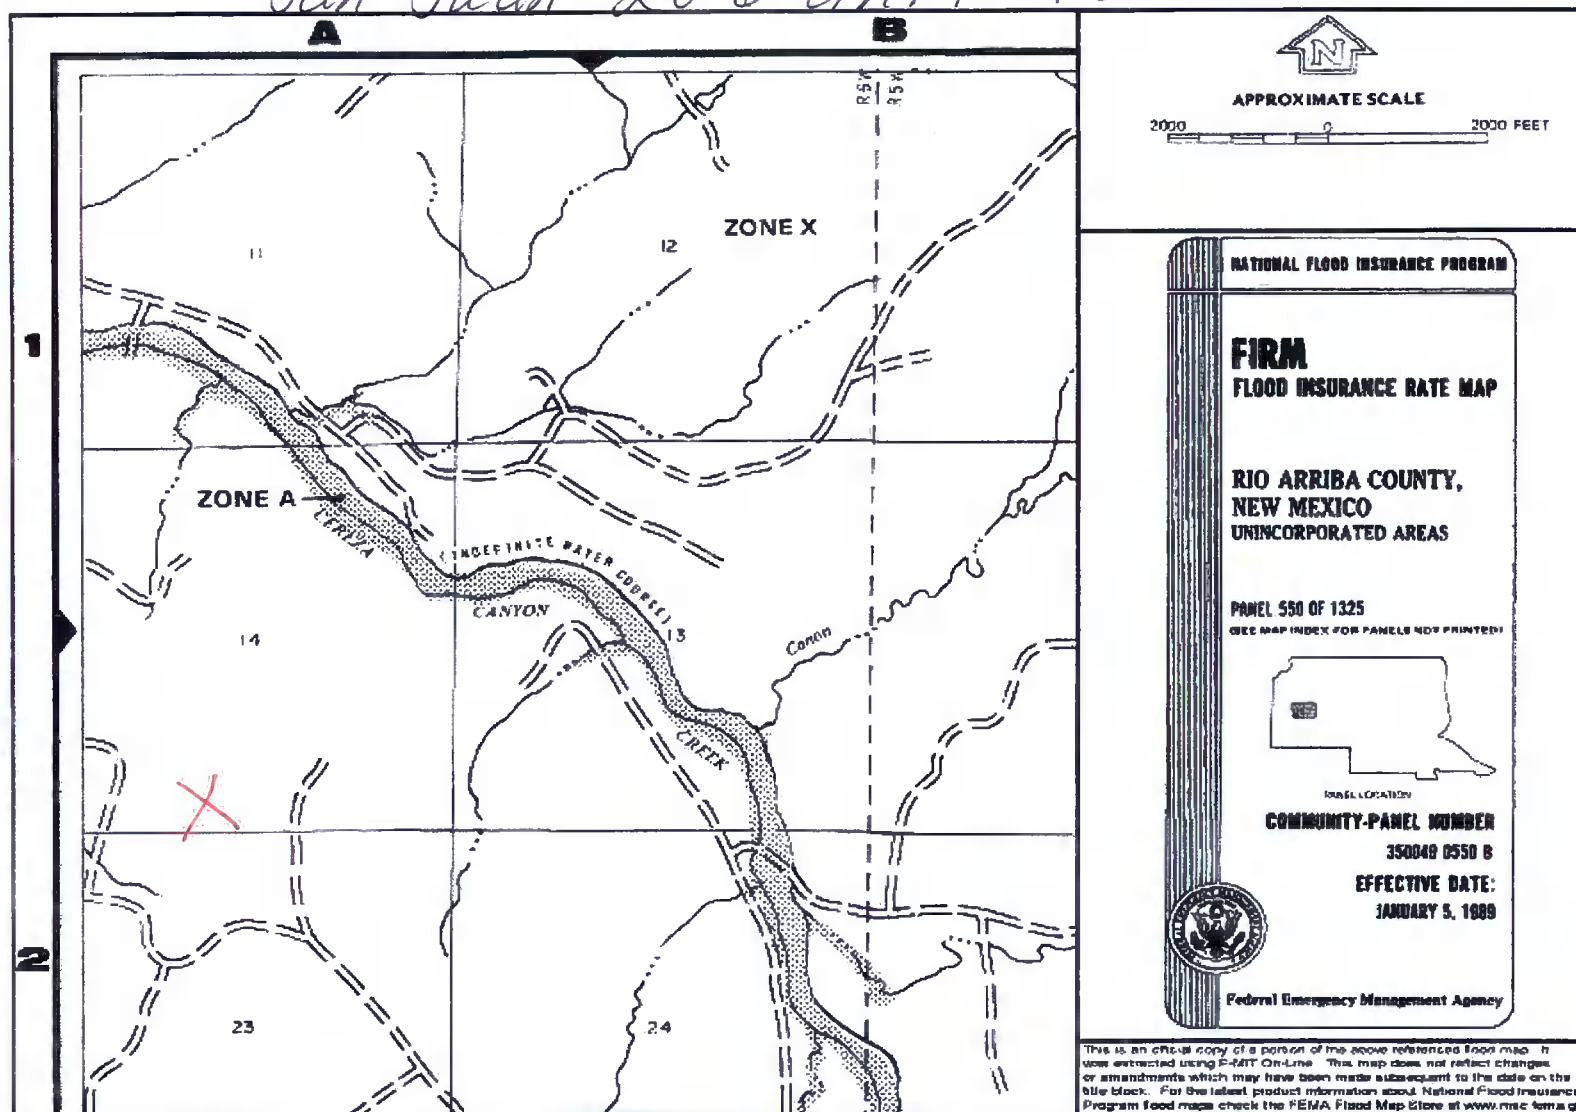 A B
N
APPROXIMATE SCALE
2000 0 2000 FEET
R6W R5W
ZONE X
11
12
NATIONAL FLOOD INSURANCE PROGRAM
1
FIRM
FLOOD INSURANCE RATE MAP
ZONE A
RIO ARRIBA COUNTY,
NEW MEXICO
UNINCORPORATED AREAS
(INDEFINITE WATER COURSE)
CANYON
PANEL 550 OF 1325
(SEE MAP INDEX FOR PANELS NOT PRINTED)
14
13
Canon
CREEK
PANEL LOCATION
COMMUNITY-PANEL NUMBER
350049 0550 B
EFFECTIVE DATE:
JANUARY 5, 1989
2
23
24
Federal Emergency Management Agency
This is an official copy of a portion of the above referenced flood map. It
was extracted using F-MIT On-Line. This map does not reflect changes
or amendments which may have been made subsequent to the date on the
title block. For the latest product information about National Flood Insurance
Program flood maps check the FEMA Flood Map Store at www.msc.fema.g